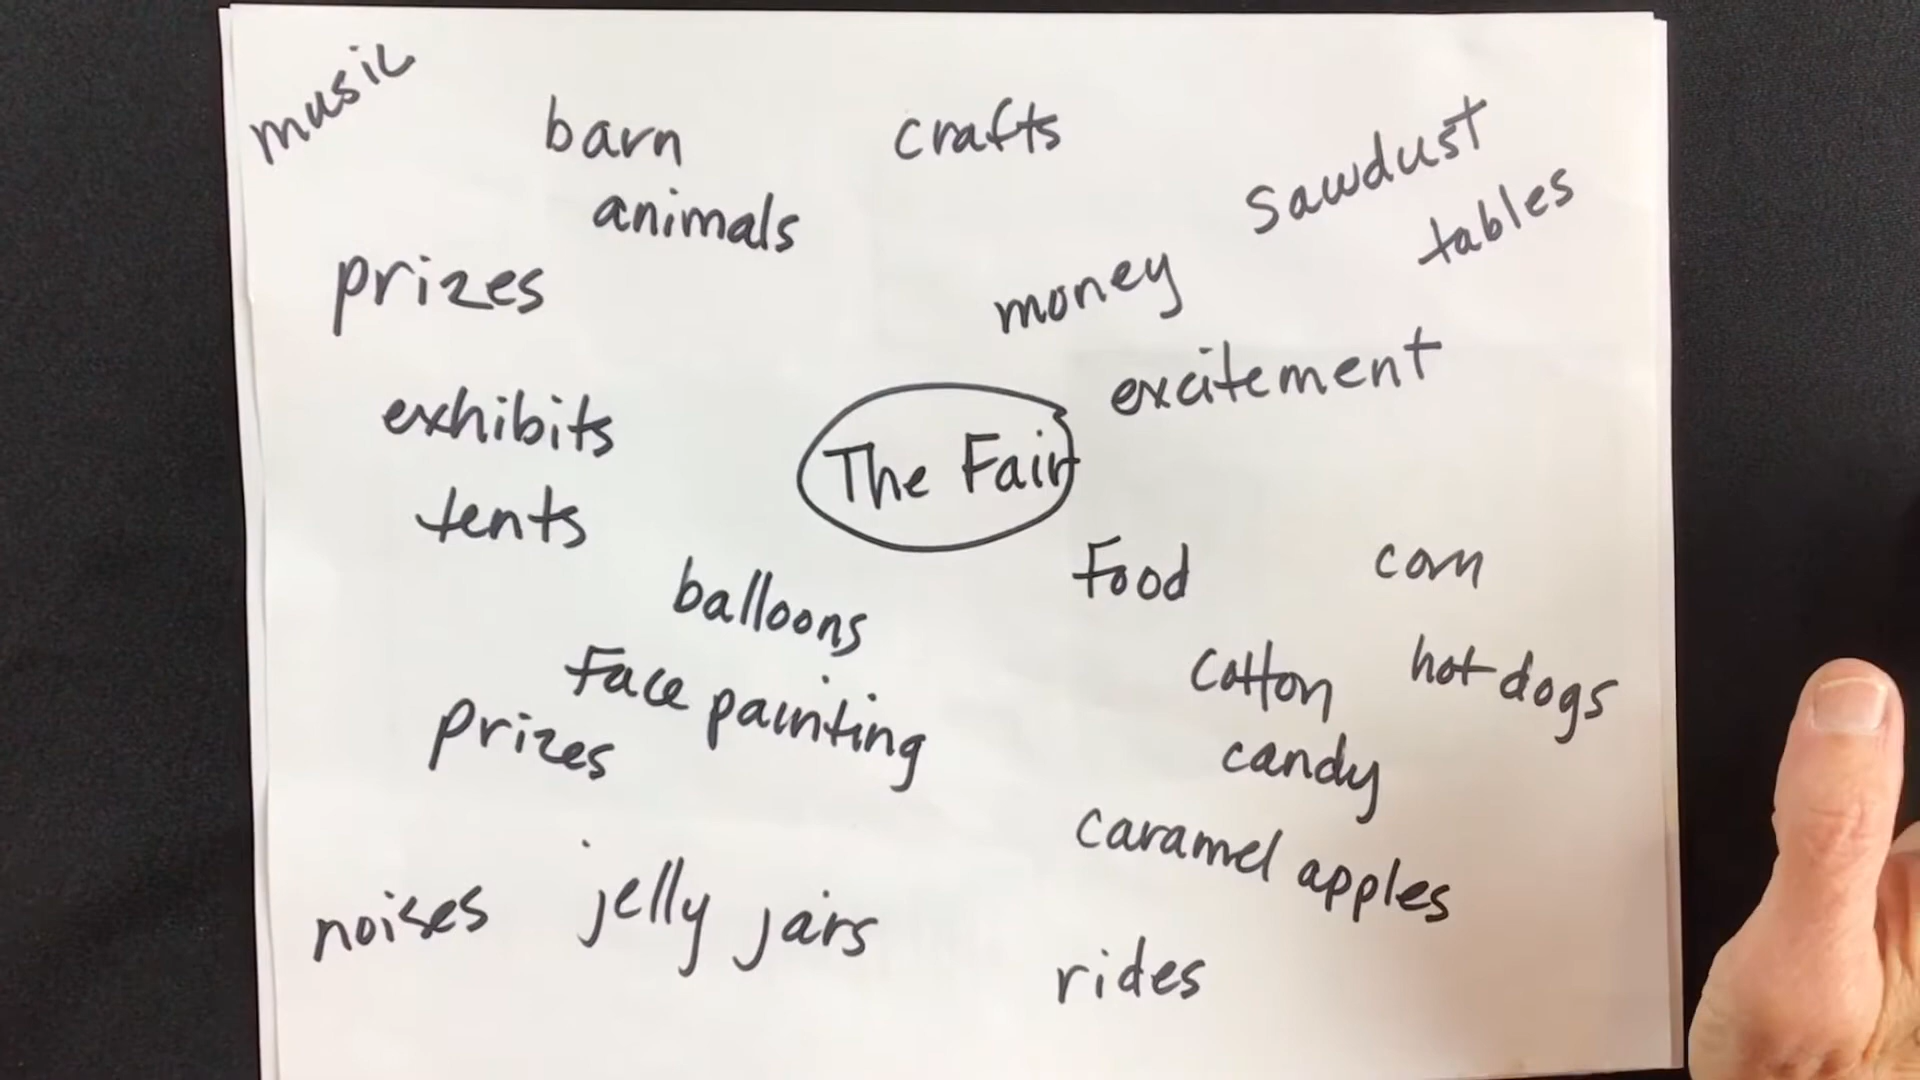 music
barn
animals
crafts
sawdust
tables
prizes
money
excitement
exhibits
The Fair
tents
Food
corn
balloons
cotton
candy
hot dogs
Face painting
prizes
caramel apples
noises
jelly jars
rides